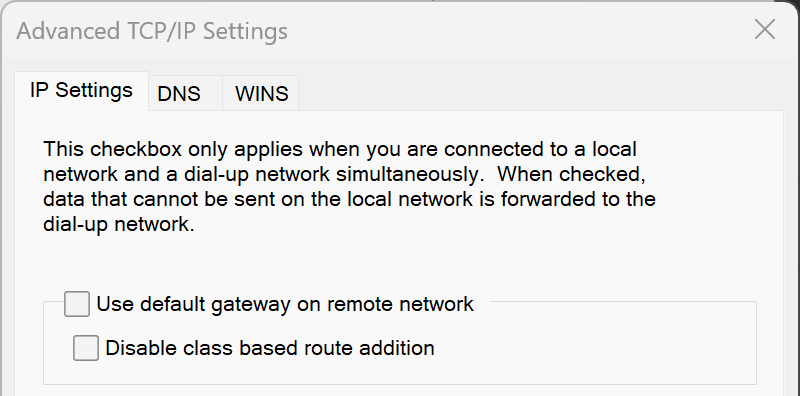 Advanced TCP/IP Settings
IP Settings
DNS
WINS
This checkbox only applies when you are connected to a local
network and a dial-up network simultaneously.  When checked,
data that cannot be sent on the local network is forwarded to the
dial-up network.
Use default gateway on remote network
Disable class based route addition